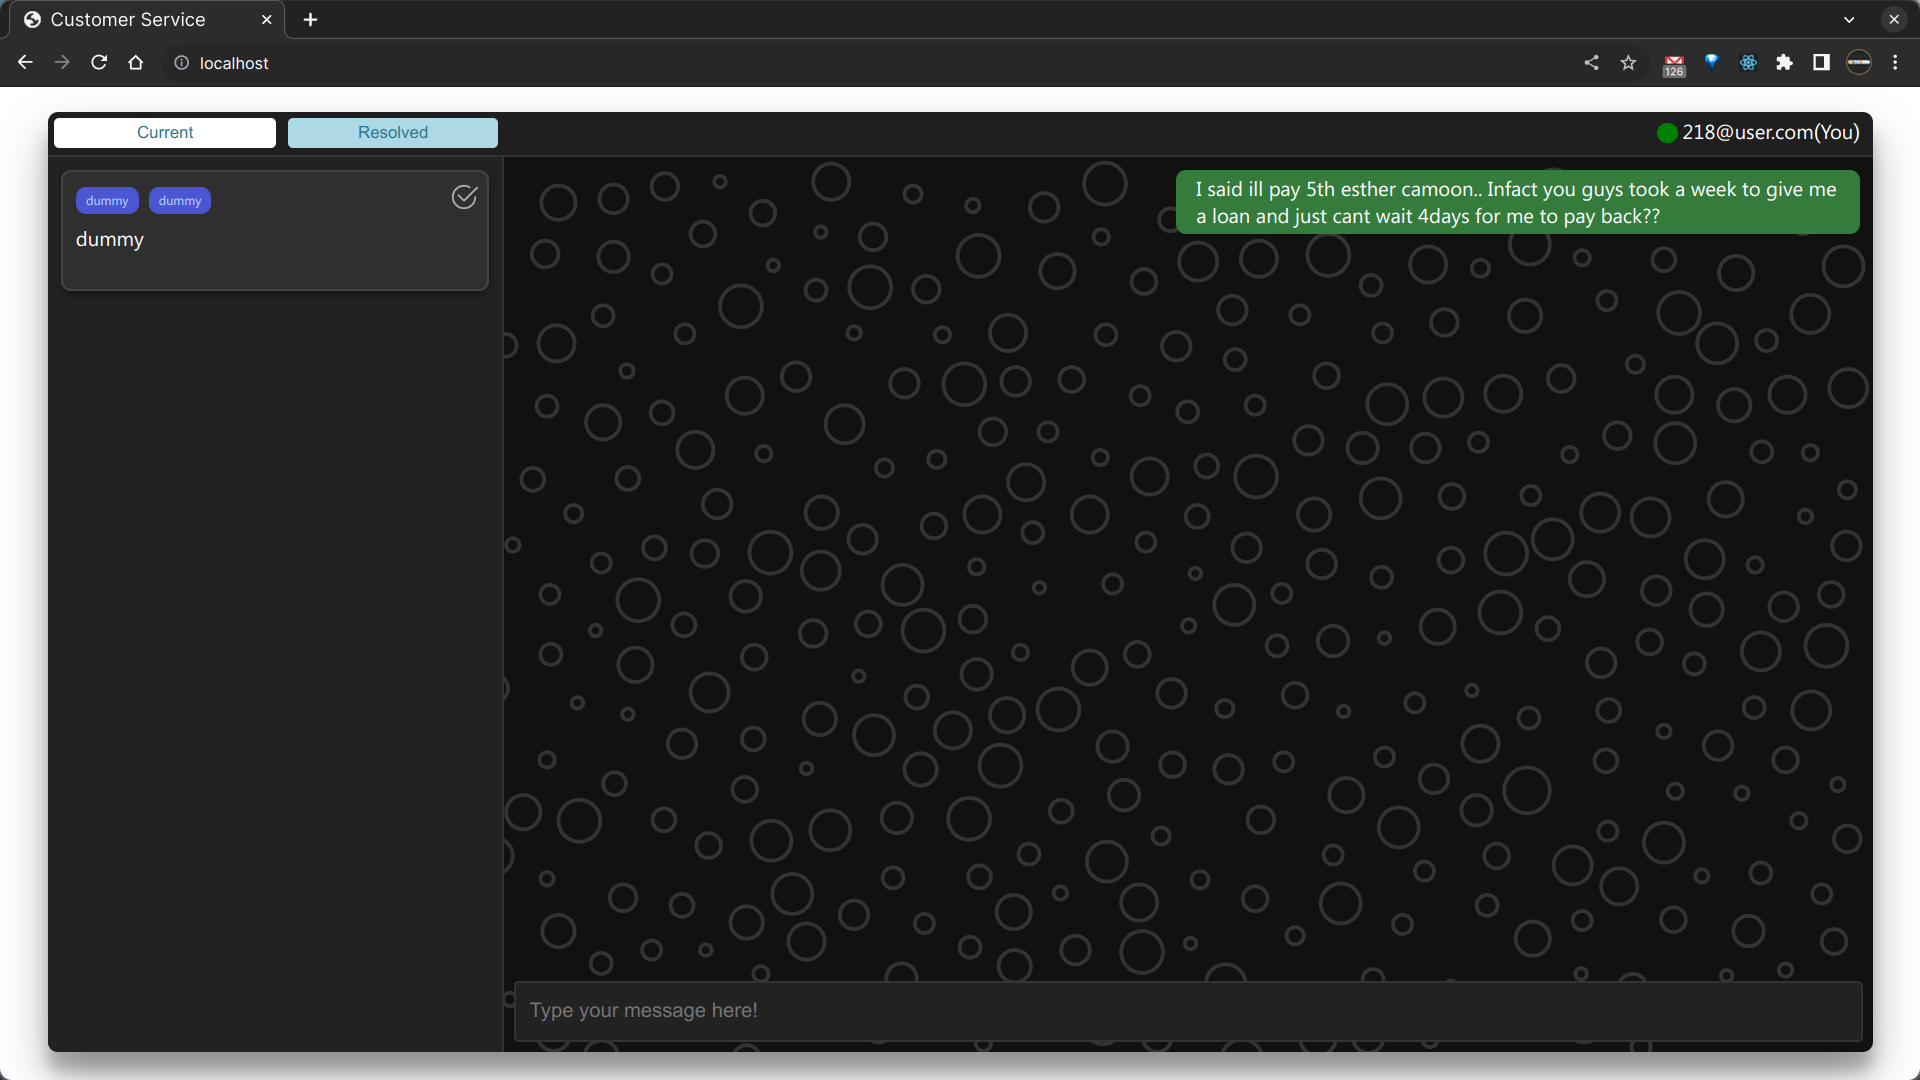 Customer Service
localhost
126
Current
Resolved
218@user.com(You)
dummy
dummy
dummy
I said ill pay 5th esther camoon.. Infact you guys took a week to give me
a loan and just cant wait 4days for me to pay back??
Type your message here!